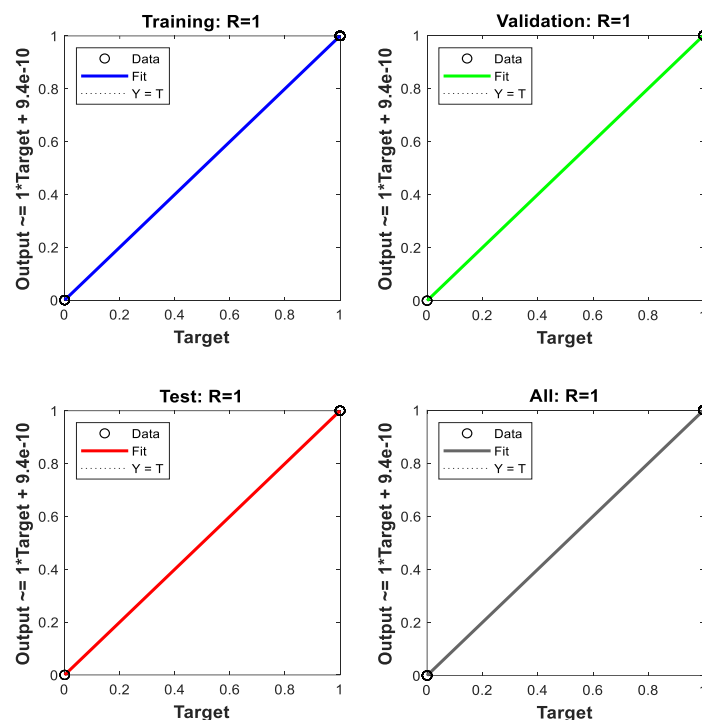 Training: R=1
Output ~= 1*Target + 9.4e-10
1
0.8
0.6
0.4
0.2
0
Data
Fit
Y = T
0 0.2 0.4 0.6 0.8 1
Target
Validation: R=1
Output ~= 1*Target + 9.4e-10
1
0.8
0.6
0.4
0.2
0
Data
Fit
Y = T
0 0.2 0.4 0.6 0.8 1
Target
Test: R=1
Output ~= 1*Target + 9.4e-10
1
0.8
0.6
0.4
0.2
0
Data
Fit
Y = T
0 0.2 0.4 0.6 0.8 1
Target
All: R=1
Output ~= 1*Target + 9.4e-10
1
0.8
0.6
0.4
0.2
0
Data
Fit
Y = T
0 0.2 0.4 0.6 0.8 1
Target